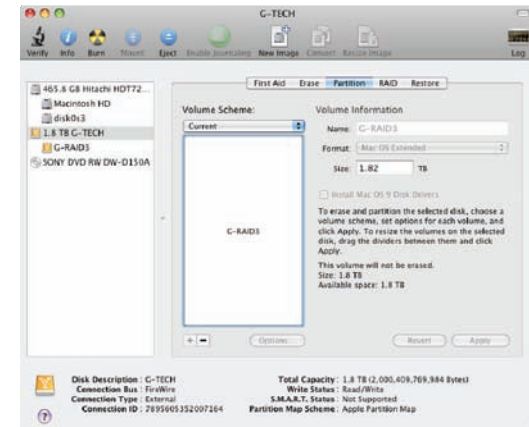 G-TECH
Verify Info Burn Mount Eject Enable Journaling New Image Convert Resize Image Log
First Aid Erase Partition RAID Restore
465.8 GB Hitachi HDT72...
Macintosh HD
disk0s3
1.8 TB G-TECH
G-RAID3
SONY DVD RW DW-D150A
Volume Scheme:
Current
G-RAID3
+ −
Options...
Volume Information
Name: G-RAID3
Format: Mac OS Extended
Size: 1.82 TB
Install Mac OS 9 Disk Drivers
To erase and partition the selected disk, choose a
volume scheme, set options for each volume, and
click Apply. To resize the volumes on the selected
disk, drag the dividers between them and click
Apply.
This volume will not be erased.
Size: 1.8 TB
Available space: 1.8 TB
Revert Apply
Disk Description : G-TECH
Connection Bus : FireWire
Connection Type : External
Connection ID : 7895605352007264
Total Capacity : 1.8 TB (2,000,409,769,984 Bytes)
Write Status : Read/Write
S.M.A.R.T. Status : Not Supported
Partition Map Scheme : Apple Partition Map
?